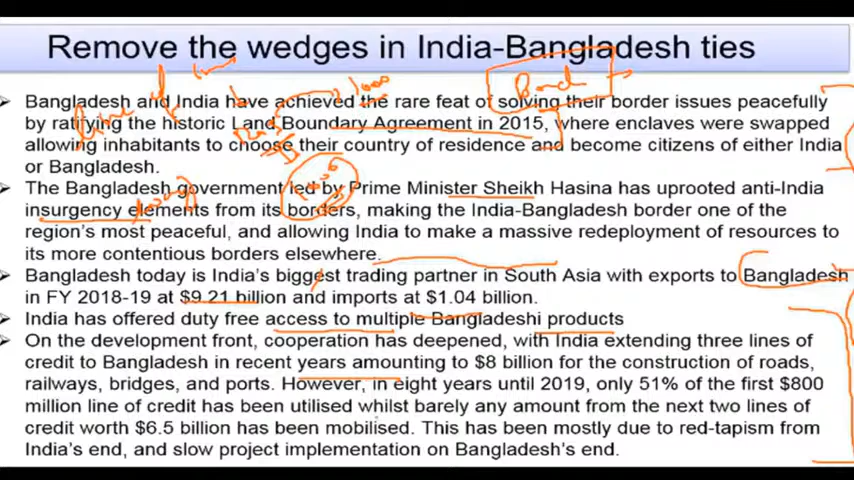 Remove the wedges in India-Bangladesh ties
Bangladesh and India have achieved the rare feat of solving their border issues peacefully
by ratifying the historic Land Boundary Agreement in 2015, where enclaves were swapped
allowing inhabitants to choose their country of residence and become citizens of either India
or Bangladesh.
The Bangladesh government led by Prime Minister Sheikh Hasina has uprooted anti-India
insurgency elements from its borders, making the India-Bangladesh border one of the
region's most peaceful, and allowing India to make a massive redeployment of resources to
its more contentious borders elsewhere.
Bangladesh today is India's biggest trading partner in South Asia with exports to Bangladesh
in FY 2018-19 at $9.21 billion and imports at $1.04 billion.
India has offered duty free access to multiple Bangladeshi products
On the development front, cooperation has deepened, with India extending three lines of
credit to Bangladesh in recent years amounting to $8 billion for the construction of roads,
railways, bridges, and ports. However, in eight years until 2019, only 51% of the first $800
million line of credit has been utilised whilst barely any amount from the next two lines of
credit worth $6.5 billion has been mobilised. This has been mostly due to red-tapism from
India's end, and slow project implementation on Bangladesh's end.